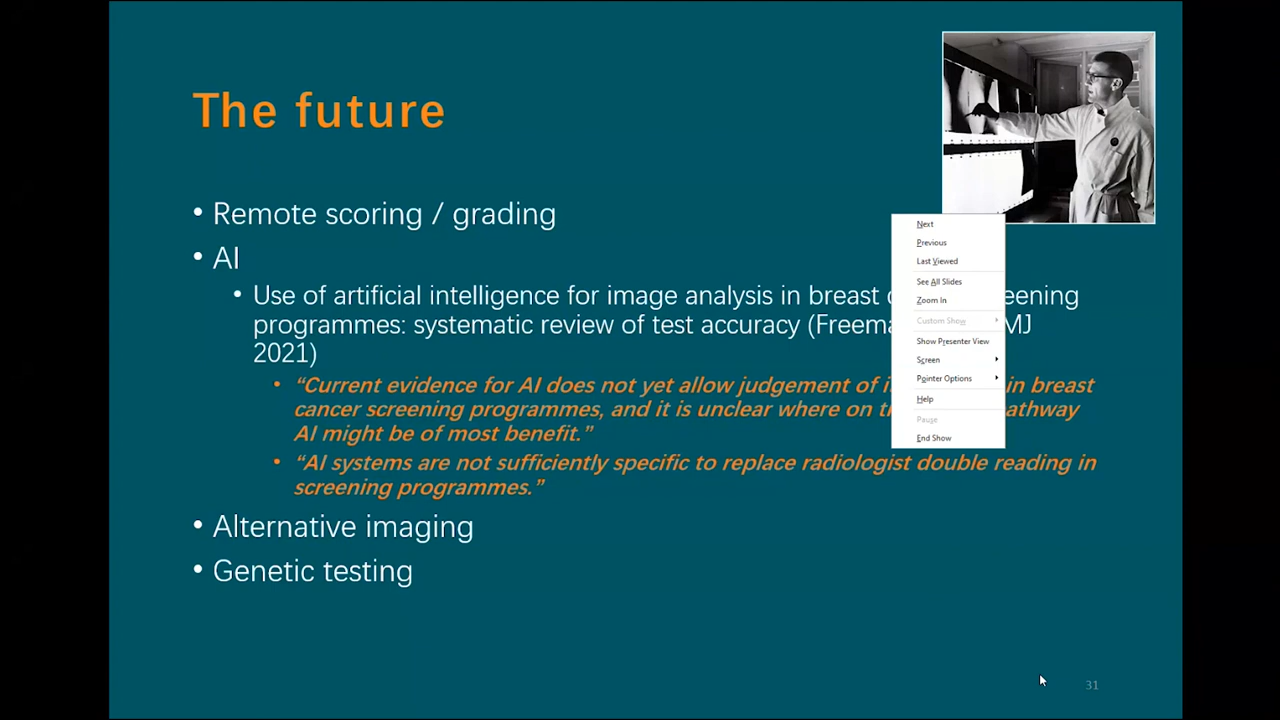 The future
• Remote scoring / grading
• AI
• Use of artificial intelligence for image analysis in breast eening
programmes: systematic review of test accuracy (Freema MJ
2021)
• “Current evidence for AI does not yet allow judgement of i in breast
cancer screening programmes, and it is unclear where on th athway
AI might be of most benefit.”
• “AI systems are not sufficiently specific to replace radiologist double reading in
screening programmes.”
• Alternative imaging
• Genetic testing
Next
Previous
Last Viewed
See All Slides
Zoom In
Custom Show
Show Presenter View
Screen
Pointer Options
Help
Pause
End Show
31